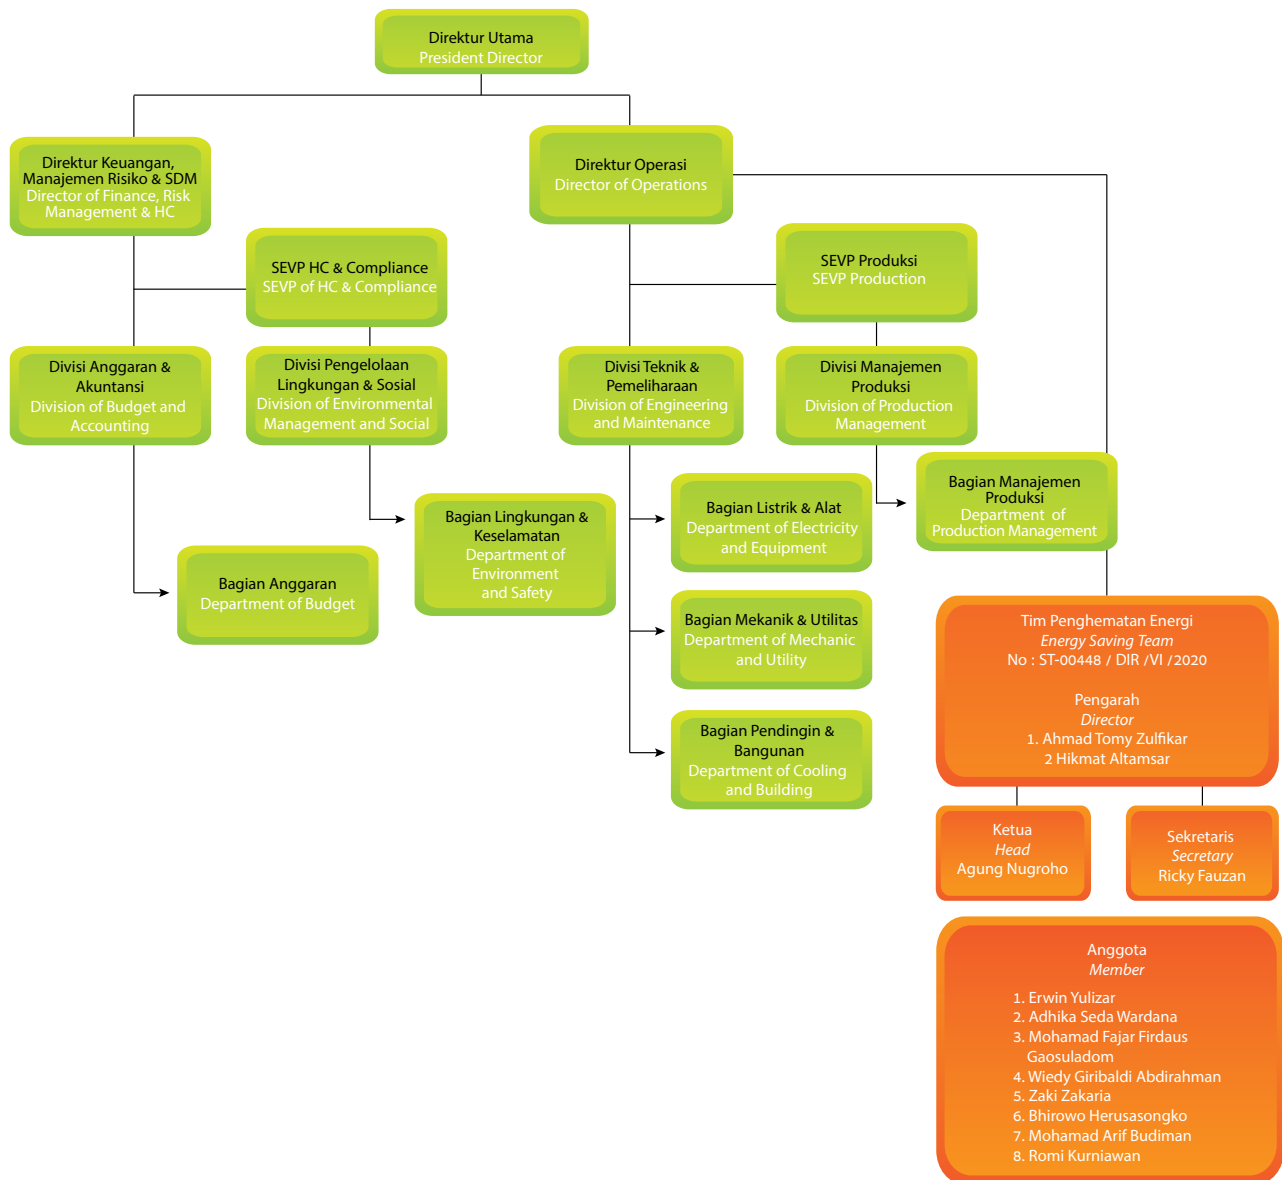 Direktur Utama
President Director
Direktur Keuangan,
Manajemen Risiko & SDM
Director of Finance, Risk
Management & HC
Direktur Operasi
Director of Operations
SEVP HC & Compliance
SEVP of HC & Compliance
SEVP Produksi
SEVP Production
Divisi Anggaran &
Akuntansi
Division of Budget and
Accounting
Divisi Pengelolaan
Lingkungan & Sosial
Division of Environmental
Management and Social
Divisi Teknik &
Pemeliharaan
Division of Engineering
and Maintenance
Divisi Manajemen
Produksi
Division of Production
Management
Bagian Manajemen
Produksi
Department of
Production Management
Bagian Listrik & Alat
Department of Electricity
and Equipment
Bagian Lingkungan &
Keselamatan
Department of
Environment
and Safety
Bagian Anggaran
Department of Budget
Bagian Mekanik & Utilitas
Department of Mechanic
and Utility
Bagian Pendingin &
Bangunan
Department of Cooling
and Building
Tim Penghematan Energi
Energy Saving Team
No : ST-00448 / DIR /VI /2020
Pengarah
Director
1. Ahmad Tomy Zulfikar
2 Hikmat Altamsar
Ketua
Head
Agung Nugroho
Sekretaris
Secretary
Ricky Fauzan
Anggota
Member
1. Erwin Yulizar
2. Adhika Seda Wardana
3. Mohamad Fajar Firdaus
Gaosuladom
4. Wiedy Giribaldi Abdirahman
5. Zaki Zakaria
6. Bhirowo Herusasongko
7. Mohamad Arif Budiman
8. Romi Kurniawan